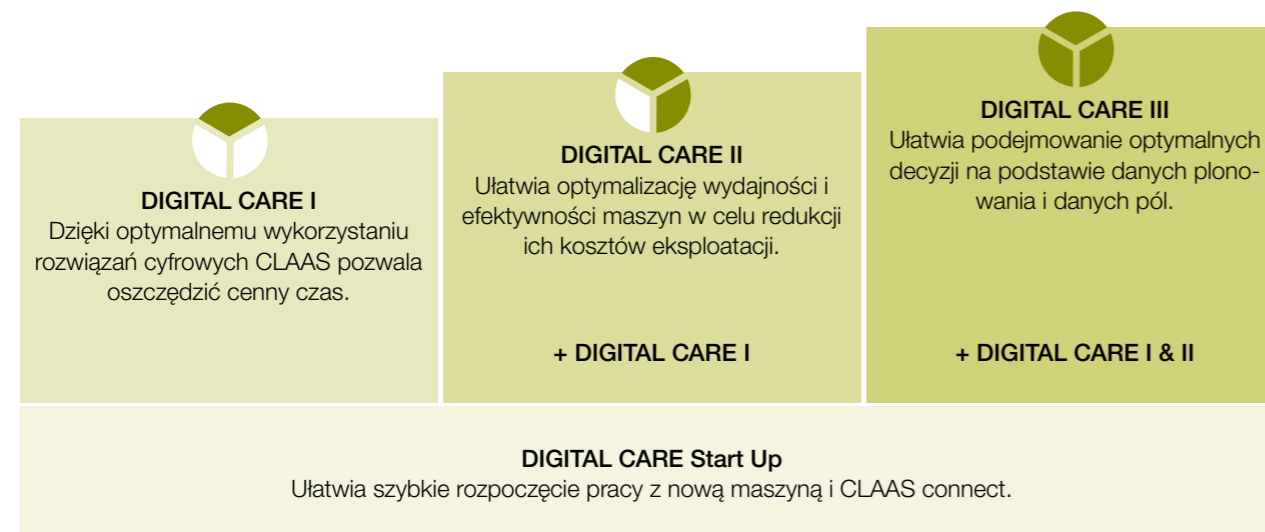 DIGITAL CARE I
Dzięki optymalnemu wykorzystaniu
rozwiązań cyfrowych CLAAS pozwala
oszczędzić cenny czas.
DIGITAL CARE II
Ułatwia optymalizację wydajności i
efektywności maszyn w celu redukcji
ich kosztów eksploatacji.
+ DIGITAL CARE I
DIGITAL CARE III
Ułatwia podejmowanie optymalnych
decyzji na podstawie danych plono-
wania i danych pól.
+ DIGITAL CARE I & II
DIGITAL CARE Start Up
Ułatwia szybkie rozpoczęcie pracy z nową maszyną i CLAAS connect.